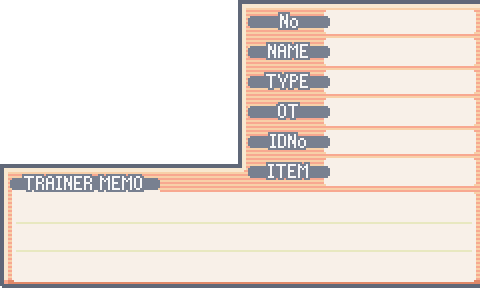 No
NAME
TYPE
OT
IDNo
ITEM
TRAINER MEMO